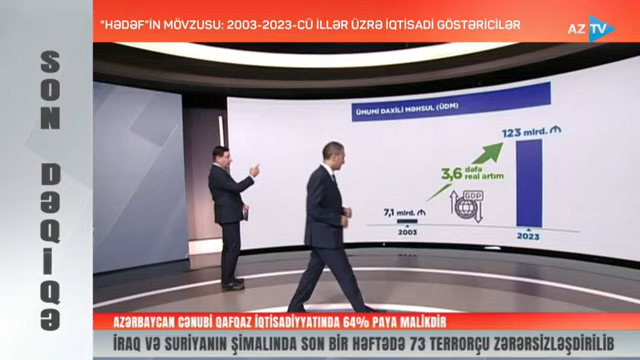 "HƏDƏF"İN MÖVZUSU: 2003-2023-CÜ İLLƏR ÜZRƏ İQTİSADİ GÖSTƏRİCİLƏR
AZTV
SON DƏQİQƏ
ÜMUMİ DAXİLİ MƏHSUL (ÜDM)
123 mlrd. ₼
3,6 dəfə
real artım
GDP
7,1 mlrd. ₼
2003
2023
AZƏRBAYCAN CƏNUBİ QAFQAZ İQTİSADİYYATINDA 64% PAYA MALİKDİR
İRAQ VƏ SURİYANIN ŞİMALINDA SON BİR HƏFTƏDƏ 73 TERRORÇU ZƏRƏRSİZLƏŞDİRİLİB